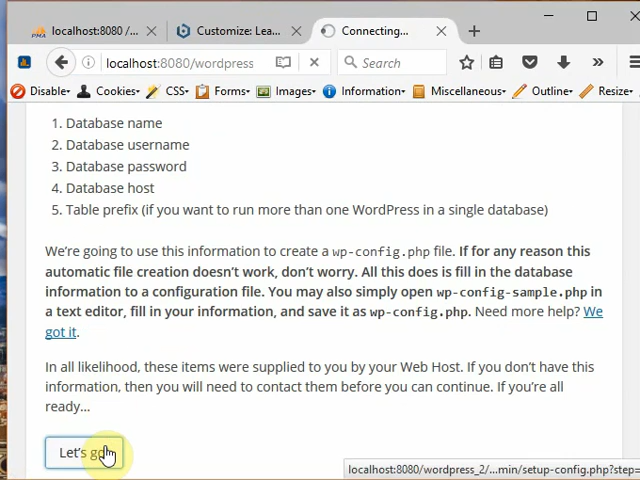 localhost:8080 /...
Customize: Lea...
Connecting...
localhost:8080/wordpress
Search
Disable
Cookies
CSS
Forms
Images
Information
Miscellaneous
Outline
Resize
1. Database name
2. Database username
3. Database password
4. Database host
5. Table prefix (if you want to run more than one WordPress in a single database)
We're going to use this information to create a wp-config.php file. If for any reason this
automatic file creation doesn't work, don't worry. All this does is fill in the database
information to a configuration file. You may also simply open wp-config-sample.php in
a text editor, fill in your information, and save it as wp-config.php. Need more help? We
got it.
In all likelihood, these items were supplied to you by your Web Host. If you don't have this
information, then you will need to contact them before you can continue. If you're all
ready...
Let's go
localhost:8080/wordpress_2/...min/setup-config.php?step=